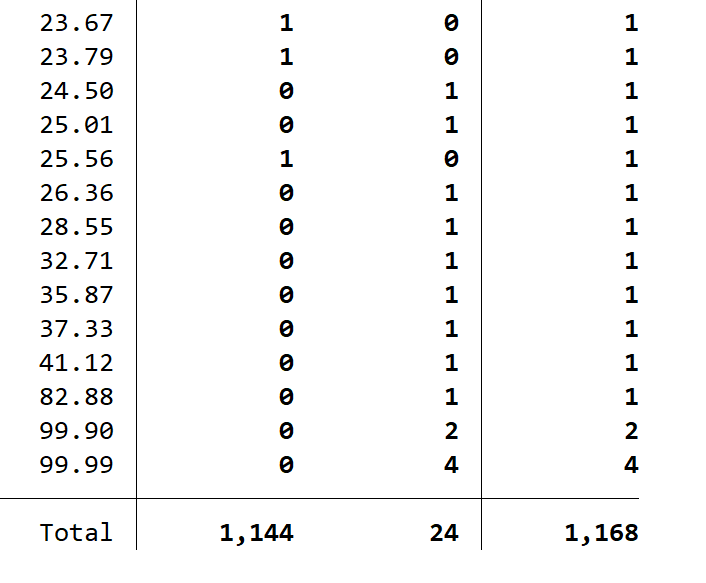 23.67 1 0 1
23.79 1 0 1
24.50 0 1 1
25.01 0 1 1
25.56 1 0 1
26.36 0 1 1
28.55 0 1 1
32.71 0 1 1
35.87 0 1 1
37.33 0 1 1
41.12 0 1 1
82.88 0 1 1
99.90 0 2 2
99.99 0 4 4
Total 1,144 24 1,168